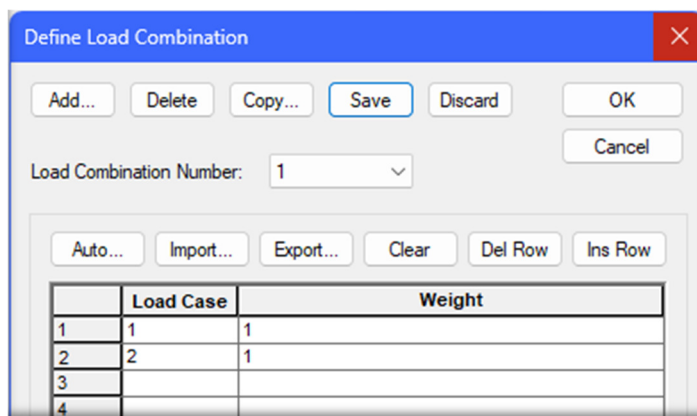 Define Load Combination
Add... Delete Copy... Save Discard OK
Cancel
Load Combination Number: 1
Auto... Import... Export... Clear Del Row Ins Row
Load Case Weight
1 1 1
2 2 1
3
4